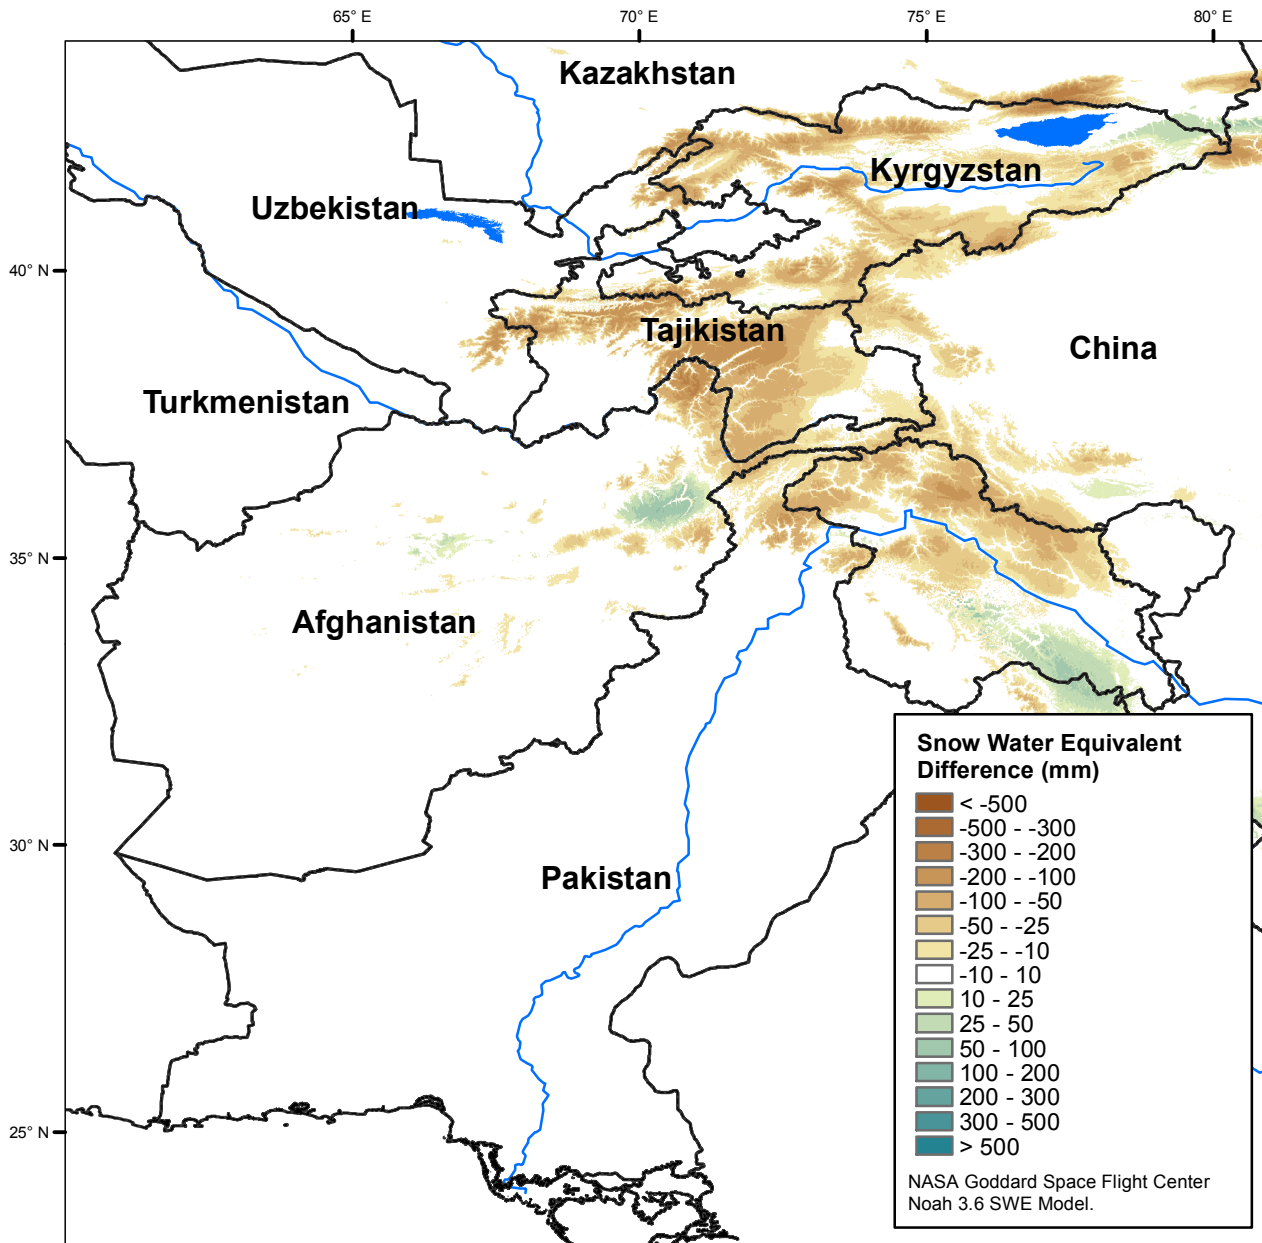 65° E
70° E
75° E
80° E
Kazakhstan
Kyrgyzstan
Uzbekistan
40° N
Tajikistan
China
Turkmenistan
35° N
Afghanistan
30° N
Pakistan
25° N
Snow Water Equivalent
Difference (mm)
< -500
-500 - -300
-300 - -200
-200 - -100
-100 - -50
-50 - -25
-25 - -10
-10 - 10
10 - 25
25 - 50
50 - 100
100 - 200
200 - 300
300 - 500
> 500
NASA Goddard Space Flight Center
Noah 3.6 SWE Model.